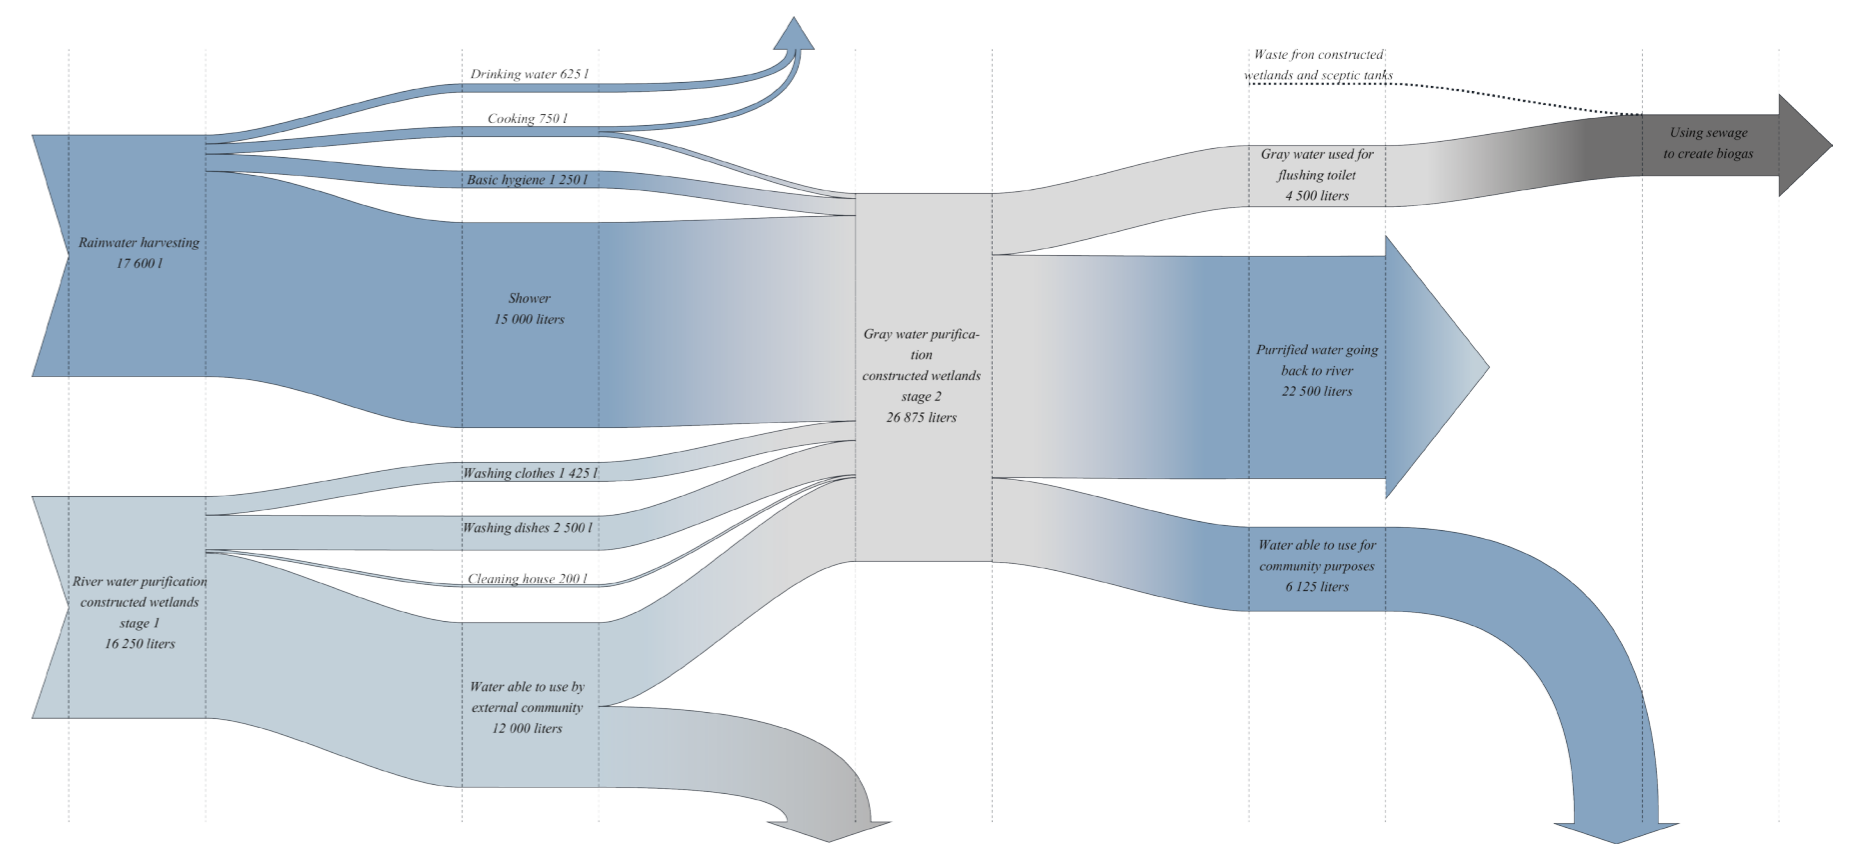 Drinking water 625 l
Cooking 750 l
Basic hygiene 1 250 l
Rainwater harvesting
17 600 l
Shower
15 000 liters
Washing clothes 1 425 l
Washing dishes 2 500 l
Cleaning house 200 l
River water purification
constructed wetlands
stage 1
16 250 liters
Water able to use by
external community
12 000 liters
Gray water purifica-
tion
constructed wetlands
stage 2
26 875 liters
Waste fron constructed
wetlands and sceptic tanks
Gray water used for
flushing toilet
4 500 liters
Using sewage
to create biogas
Purrified water going
back to river
22 500 liters
Water able to use for
community purposes
6 125 liters